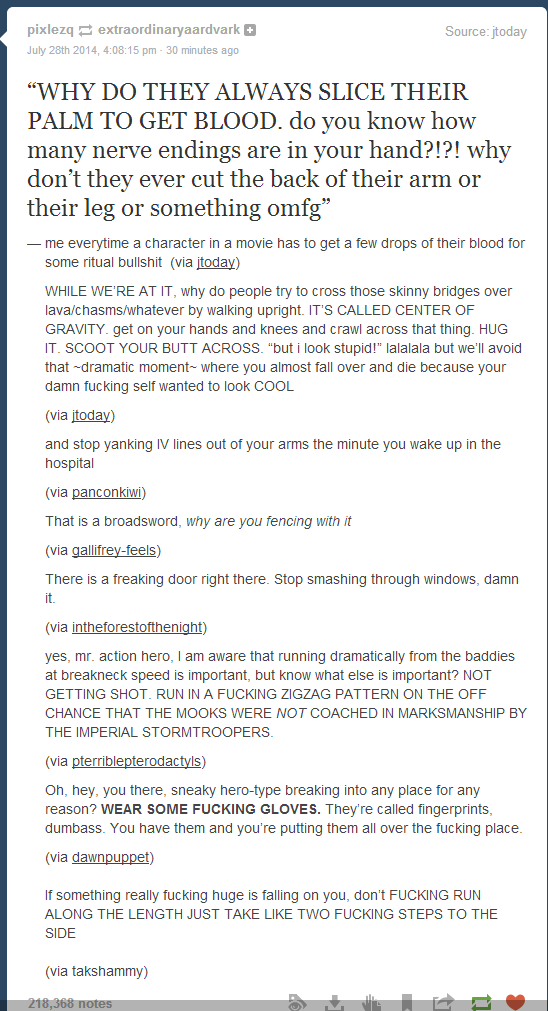 pixlezq extraordinaryaardvark
Source: jtoday
July 28th 2014, 4:08:15 pm · 30 minutes ago
“WHY DO THEY ALWAYS SLICE THEIR
PALM TO GET BLOOD. do you know how
many nerve endings are in your hand?!?! why
don’t they ever cut the back of their arm or
their leg or something omfg”
— me everytime a character in a movie has to get a few drops of their blood for
some ritual bullshit (via jtoday)
WHILE WE’RE AT IT, why do people try to cross those skinny bridges over
lava/chasms/whatever by walking upright. IT’S CALLED CENTER OF
GRAVITY. get on your hands and knees and crawl across that thing. HUG
IT. SCOOT YOUR BUTT ACROSS. “but i look stupid!” lalalala but we’ll avoid
that ~dramatic moment~ where you almost fall over and die because your
damn fucking self wanted to look COOL
(via jtoday)
and stop yanking IV lines out of your arms the minute you wake up in the
hospital
(via panconkiwi)
That is a broadsword, why are you fencing with it
(via gallifrey-feels)
There is a freaking door right there. Stop smashing through windows, damn
it.
(via intheforestofthenight)
yes, mr. action hero, I am aware that running dramatically from the baddies
at breakneck speed is important, but know what else is important? NOT
GETTING SHOT. RUN IN A FUCKING ZIGZAG PATTERN ON THE OFF
CHANCE THAT THE MOOKS WERE NOT COACHED IN MARKSMANSHIP BY
THE IMPERIAL STORMTROOPERS.
(via pterriblepterodactyls)
Oh, hey, you there, sneaky hero-type breaking into any place for any
reason? WEAR SOME FUCKING GLOVES. They’re called fingerprints,
dumbass. You have them and you’re putting them all over the fucking place.
(via dawnpuppet)
If something really fucking huge is falling on you, don’t FUCKING RUN
ALONG THE LENGTH JUST TAKE LIKE TWO FUCKING STEPS TO THE
SIDE
(via takshammy)
218,368 notes